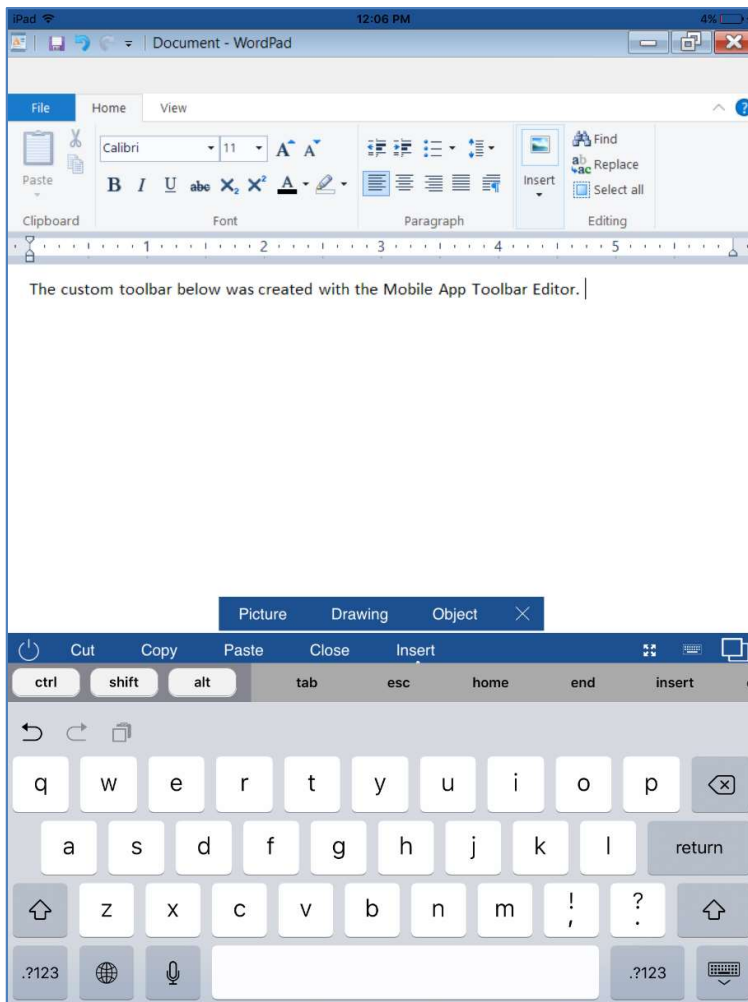 iPad 12:06 PM 4%
Document - WordPad
File Home View
Calibri 11 A A
Find
Replace
Paste B I U abc X₂ X² A Insert Select all
Clipboard Font Paragraph Editing
1 2 3 4 5
The custom toolbar below was created with the Mobile App Toolbar Editor.
Picture Drawing Object
Cut Copy Paste Close Insert
ctrl shift alt tab esc home end insert
q w e r t y u i o p
a s d f g h j k l return
! ?
z x c v b n m , .
.?123 .?123